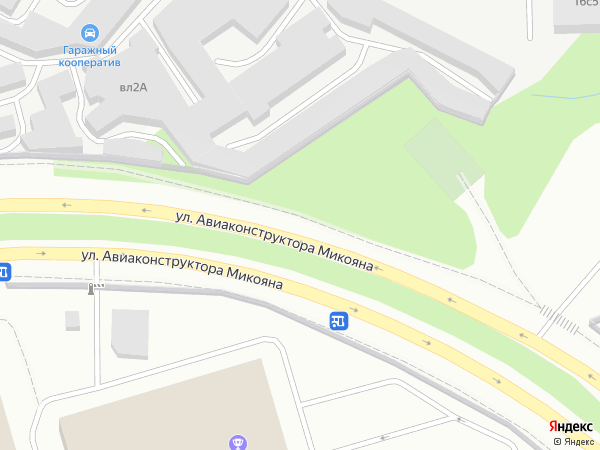 16с5
Гаражный
кооператив
вл2А
ул. Авиаконструктора Микояна
ул. Авиаконструктора Микояна
Яндекс
© Яндекс